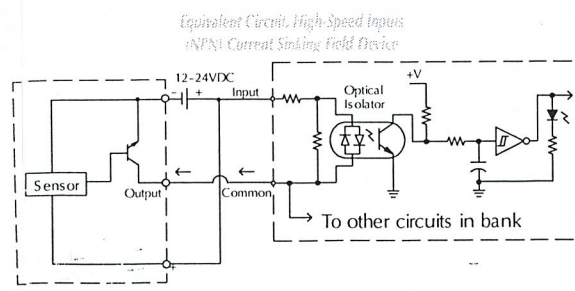 Equivalent Circuit, High-Speed Inputs
(NPN) Current Sinking Field Device
12-24VDC
- +
Input
Optical
Isolator
+V
Sensor
Output
Common
To other circuits in bank
+